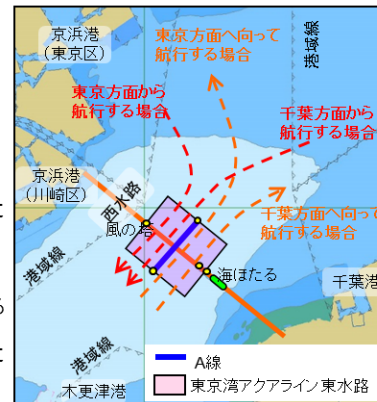 京浜港
（東京区）
東京方面へ向って
航行する場合
港域線
東京方面から
航行する場合
千葉方面から
航行する場合
京浜港
（川崎区）
西水路
風の塔
千葉方面へ向って
航行する場合
海ほたる
千葉港
港域線
港域線
木更津港
A線
東京湾アクアライン東水路
に
る
に